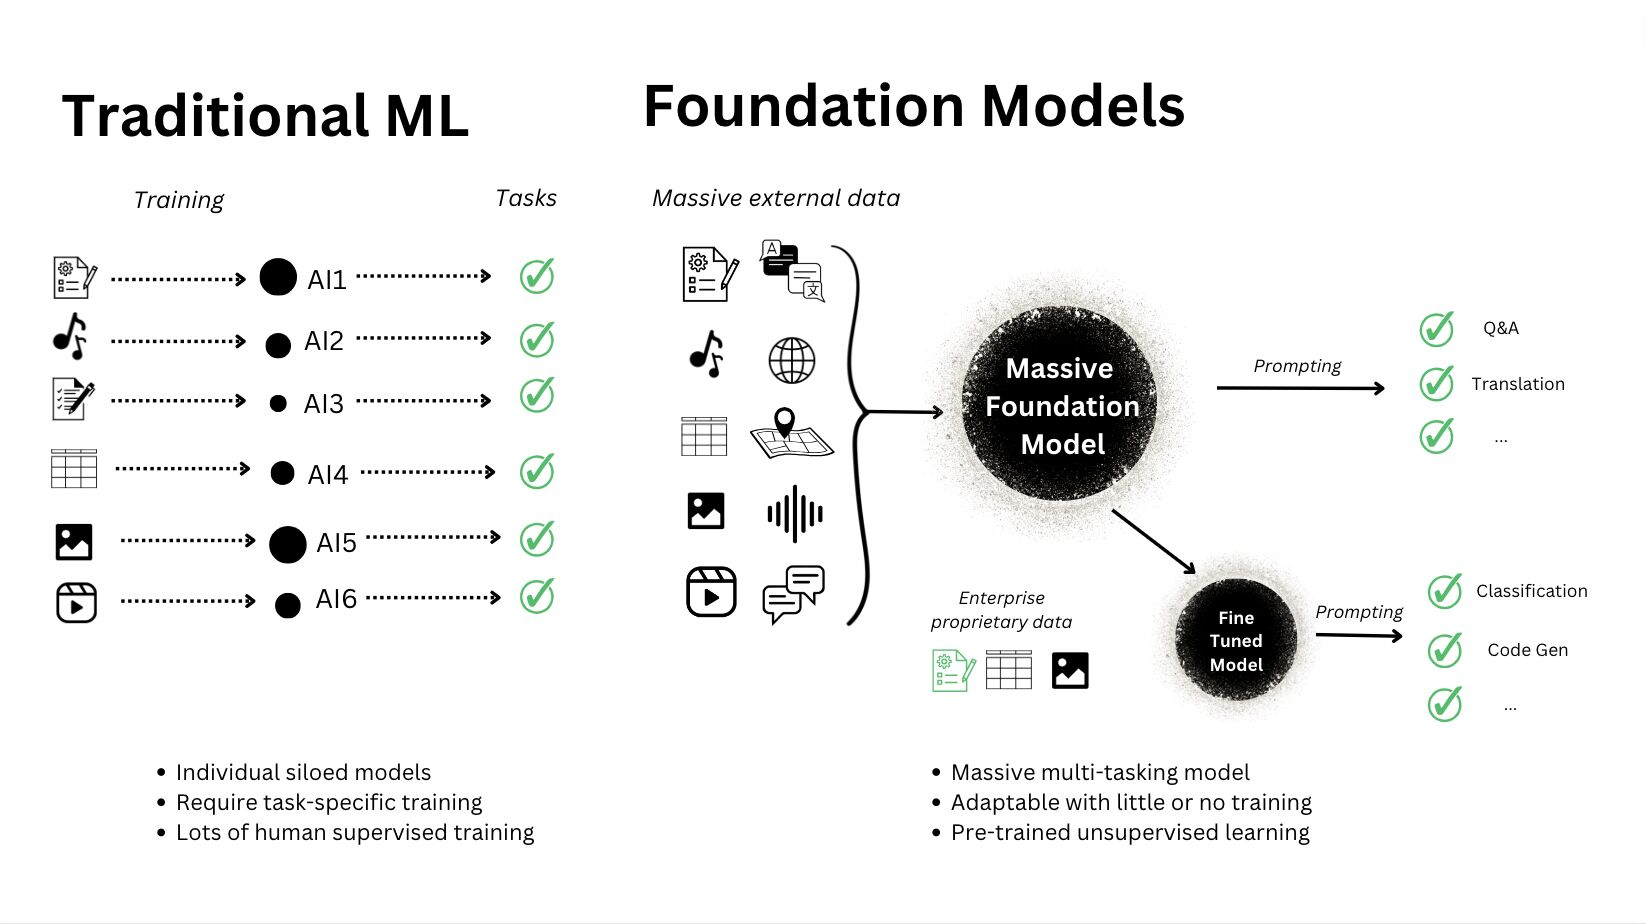 Traditional ML
Training
Tasks
AI1
AI2
AI3
AI4
AI5
AI6
Individual siloed models
Require task-specific training
Lots of human supervised training
Foundation Models
Massive external data
A
文
Massive
Foundation
Model
Prompting
Q&A
Translation
...
Enterprise
proprietary data
Fine
Tuned
Model
Prompting
Classification
Code Gen
...
Massive multi-tasking model
Adaptable with little or no training
Pre-trained unsupervised learning